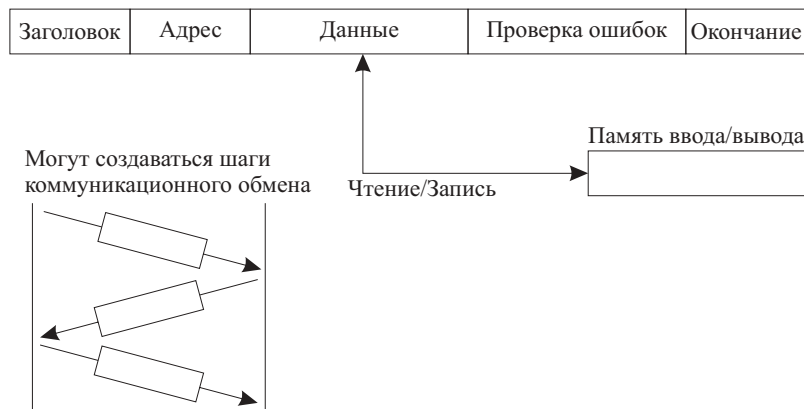 Заголовок Адрес Данные Проверка ошибок Окончание
Память ввода/вывода
Могут создаваться шаги
коммуникационного обмена
Чтение/Запись